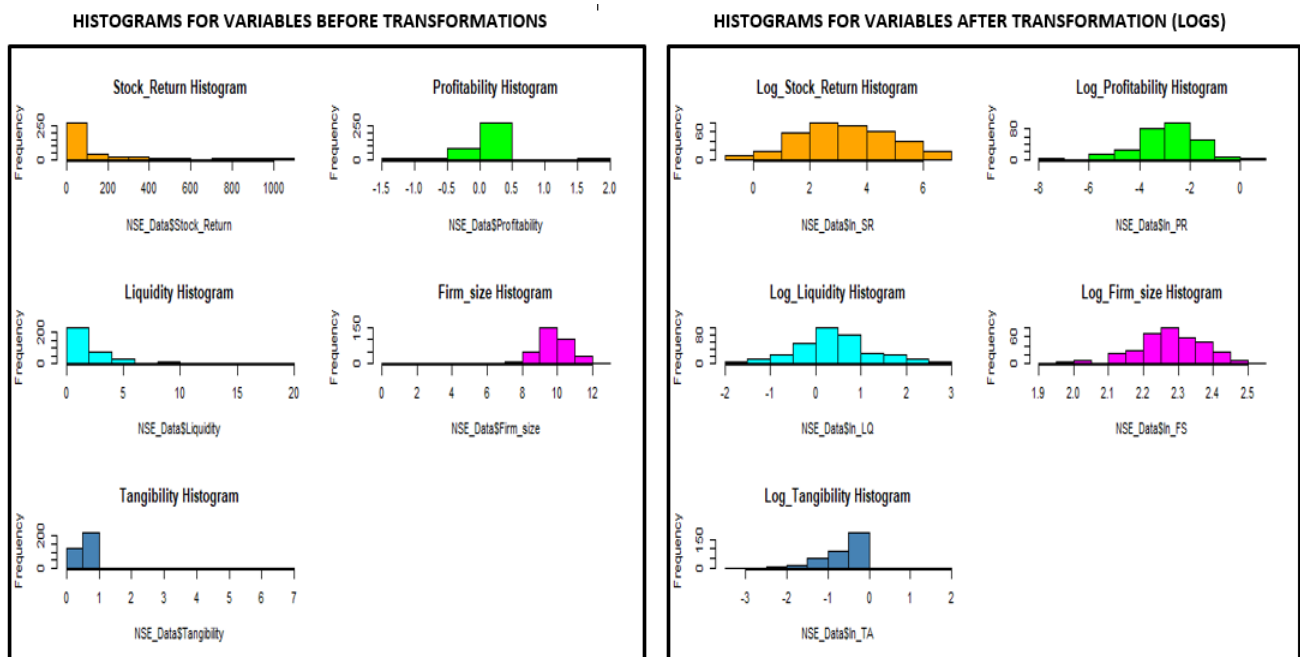 HISTOGRAMS FOR VARIABLES BEFORE TRANSFORMATIONS
Stock_Return Histogram
Frequency
0 250
0 200 400 600 800 1000
NSE_Data$Stock_Return
Profitability Histogram
Frequency
0 250
-1.5 -1.0 -0.5 0.0 0.5 1.0 1.5 2.0
NSE_Data$Profitability
Liquidity Histogram
Frequency
0 200
0 5 10 15 20
NSE_Data$Liquidity
Firm_size Histogram
Frequency
0 150
0 2 4 6 8 10 12
NSE_Data$Firm_size
Tangibility Histogram
Frequency
0 200
0 1 2 3 4 5 6 7
NSE_Data$Tangibility
HISTOGRAMS FOR VARIABLES AFTER TRANSFORMATION (LOGS)
Log_Stock_Return Histogram
Frequency
0 60
0 2 4 6
NSE_Data$ln_SR
Log_Profitability Histogram
Frequency
0 80
-8 -6 -4 -2 0
NSE_Data$ln_PR
Log_Liquidity Histogram
Frequency
0 80
-2 -1 0 1 2 3
NSE_Data$ln_LQ
Log_Firm_size Histogram
Frequency
0 60
1.9 2.0 2.1 2.2 2.3 2.4 2.5
NSE_Data$ln_FS
Log_Tangibility Histogram
Frequency
0 150
-3 -2 -1 0 1 2
NSE_Data$ln_TA